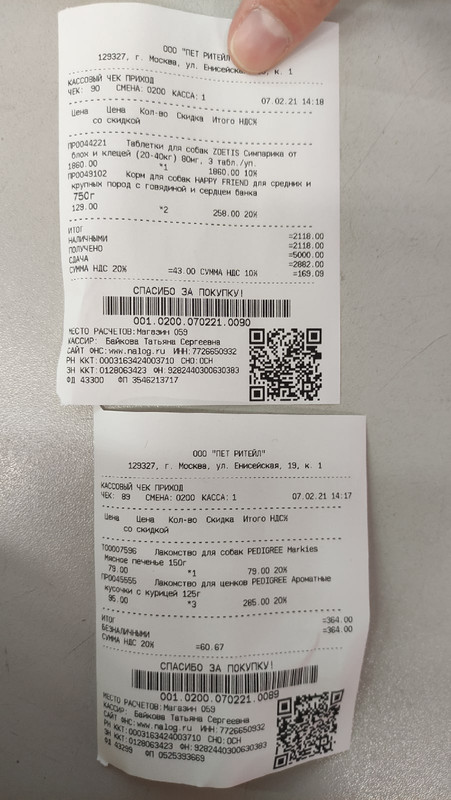 ООО "ПЕТ РИТЕЙЛ"
129327, г. Москва, ул. Енисейская, к. 1
КАССОВЫЙ ЧЕК ПРИХОД
ЧЕК: 90 СМЕНА: 0200 КАССА: 1 07.02.21 14:18
Цена Цена Кол-во Скидка Итого НДС%
со скидкой
ПР0044221 Таблетки для собак ZOETIS Симпарика от
блох и клещей (20-40кг) 80мг, 3 табл./уп.
1860.00 *1 1860.00 10%
ПР0049102 Корм для собак HAPPY FRIEND для средних и
крупных пород с говядиной и сердцем банка
750г
129.00 *2 258.00 20%
ИТОГ =2118.00
НАЛИЧНЫМИ =2118.00
ПОЛУЧЕНО =5000.00
СДАЧА =2882.00
СУММА НДС 20% =43.00 СУММА НДС 10% =169.09
СПАСИБО ЗА ПОКУПКУ!
001.0200.070221.0090
МЕСТО РАСЧЕТОВ: Магазин 059
КАССИР: Байкова Татьяна Сергеевна
САЙТ ФНС: www.nalog.ru ИНН: 7726650932
РН ККТ: 0003163424003710 СНО: ОСН
ЗН ККТ: 0128063423 ФН: 9282440300630383
ФД 43300 ФП 3546213717
ООО "ПЕТ РИТЕЙЛ"
129327, г. Москва, ул. Енисейская, 19, к. 1
КАССОВЫЙ ЧЕК ПРИХОД
ЧЕК: 89 СМЕНА: 0200 КАССА: 1 07.02.21 14:17
Цена Цена Кол-во Скидка Итого НДС%
со скидкой
Т00007596 Лакомство для собак PEDIGREE Markies
Мясное печенье 150г
79.00 *1 79.00 20%
ПР0045555 Лакомство для щенков PEDIGREE Ароматные
кусочки с курицей 125г
95.00 *3 285.00 20%
ИТОГ =364.00
БЕЗНАЛИЧНЫМИ =364.00
СУММА НДС 20% =60.67
СПАСИБО ЗА ПОКУПКУ!
001.0200.070221.0089
МЕСТО РАСЧЕТОВ: Магазин 059
КАССИР: Байкова Татьяна Сергеевна
САЙТ ФНС: www.nalog.ru ИНН: 7726650932
РН ККТ: 0003163424003710 СНО: ОСН
ЗН ККТ: 0128063423 ФН: 9282440300630383
ФД 43299 ФП 0525393669